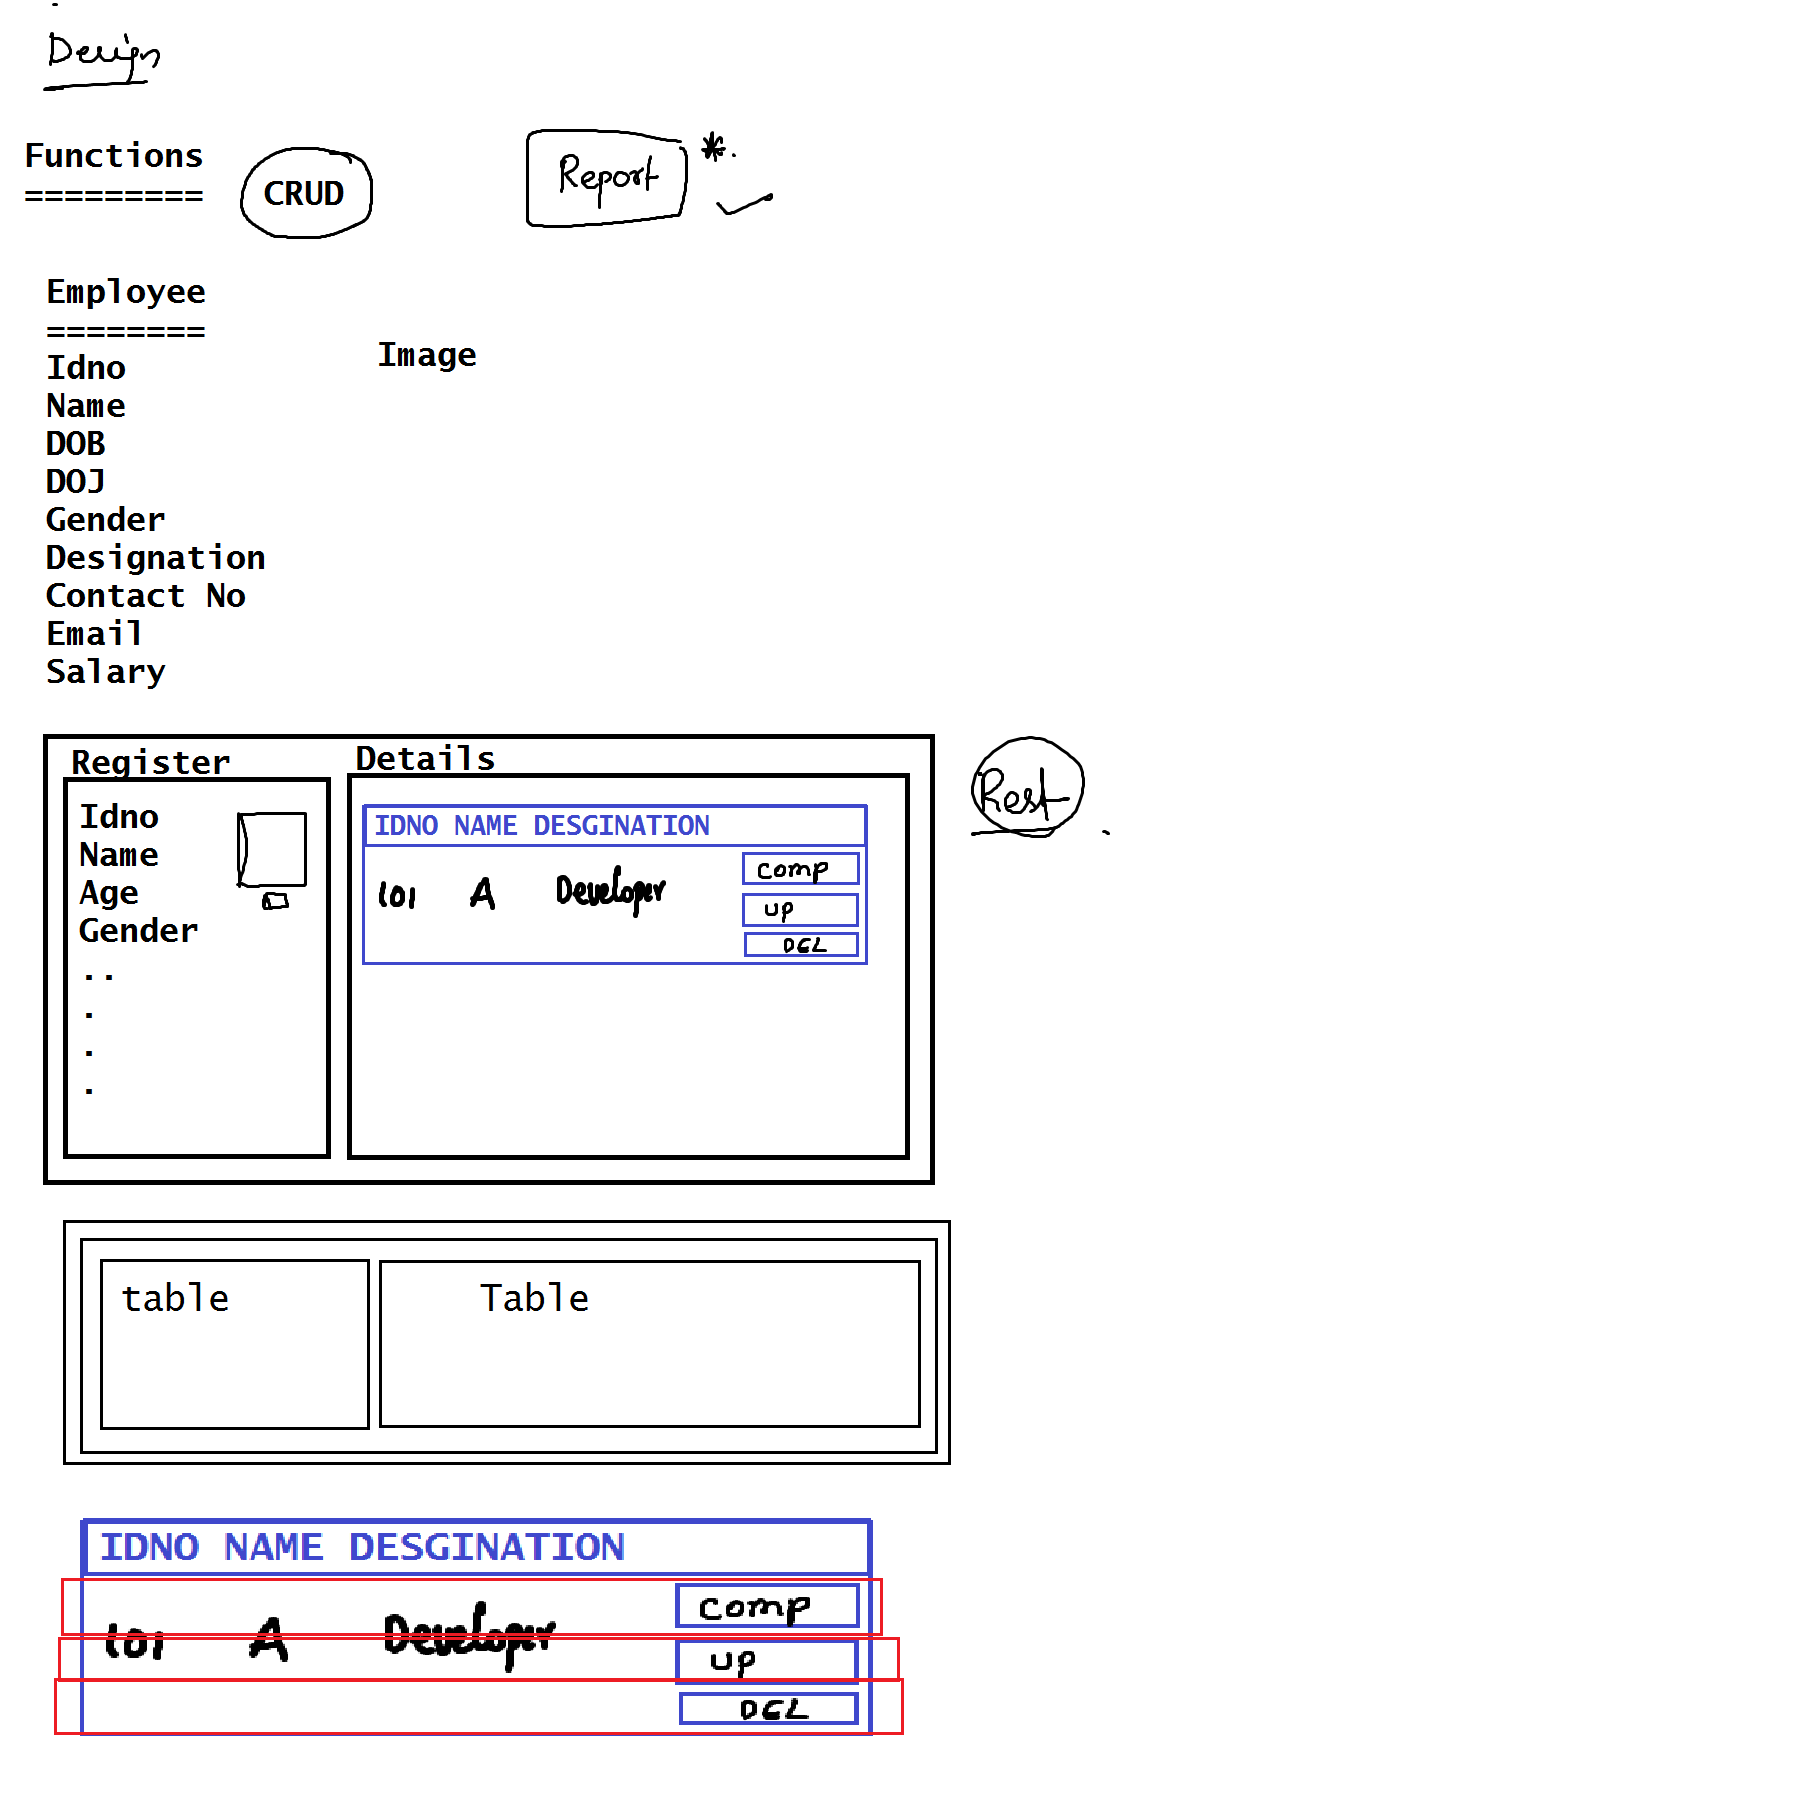 Design
Functions
=========
CRUD
Report *.
Employee
========
Image
Idno
Name
DOB
DOJ
Gender
Designation
Contact No
Email
Salary
Register
Details
Rest
Idno
Name
Age
Gender
..
.
.
.
IDNO NAME DESGINATION
101 A Developer
comp
up
DEL
table
Table
IDNO NAME DESGINATION
101 A Developer
comp
up
DEL